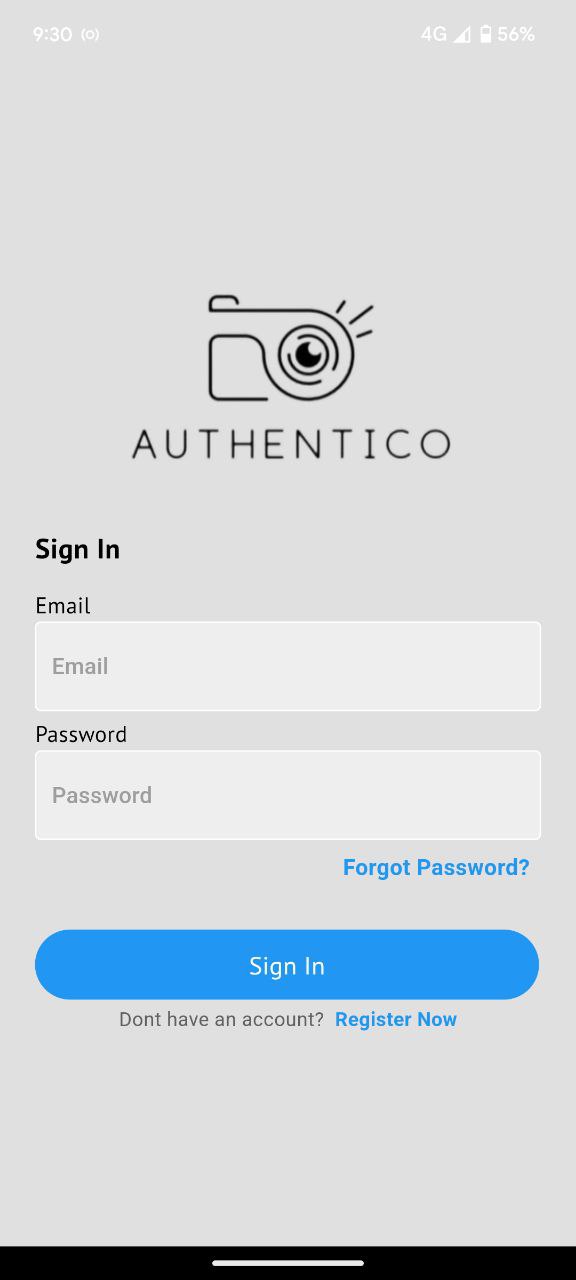 9:30 4G 56%
AUTHENTICO
Sign In
Email
Email
Password
Password
Forgot Password?
Sign In
Dont have an account? Register Now